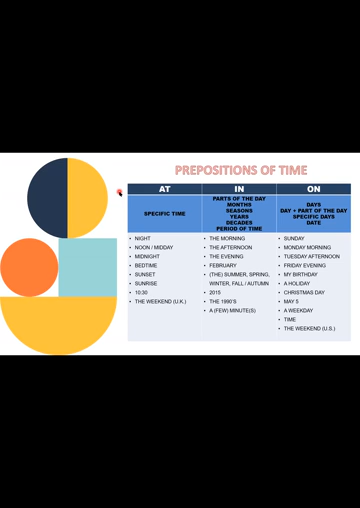 PREPOSITIONS OF TIME
AT
IN
ON
SPECIFIC TIME
PARTS OF THE DAY
MONTHS
SEASONS
YEARS
DECADES
PERIOD OF TIME
DAYS
DAY + PART OF THE DAY
SPECIFIC DAYS
DATE
• NIGHT
• NOON / MIDDAY
• MIDNIGHT
• BEDTIME
• SUNSET
• SUNRISE
• 10:30
• THE WEEKEND (U.K.)
• THE MORNING
• THE AFTERNOON
• THE EVENING
• FEBRUARY
• (THE) SUMMER, SPRING,
WINTER, FALL / AUTUMN
• 2015
• THE 1990'S
• A (FEW) MINUTE(S)
• SUNDAY
• MONDAY MORNING
• TUESDAY AFTERNOON
• FRIDAY EVENING
• MY BIRTHDAY
• A HOLIDAY
• CHRISTMAS DAY
• MAY 5
• A WEEKDAY
• TIME
• THE WEEKEND (U.S.)